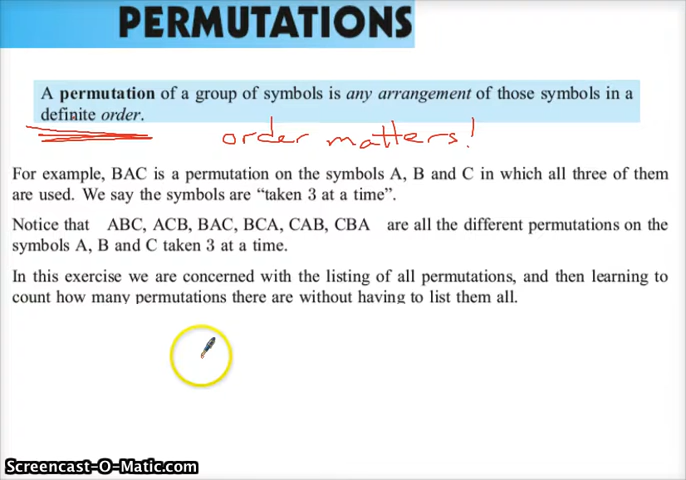 PERMUTATIONS
A permutation of a group of symbols is any arrangement of those symbols in a
definite order.
order matters!
For example, BAC is a permutation on the symbols A, B and C in which all three of them
are used. We say the symbols are “taken 3 at a time”.
Notice that ABC, ACB, BAC, BCA, CAB, CBA are all the different permutations on the
symbols A, B and C taken 3 at a time.
In this exercise we are concerned with the listing of all permutations, and then learning to
count how many permutations there are without having to list them all.
Screencast-O-Matic.com